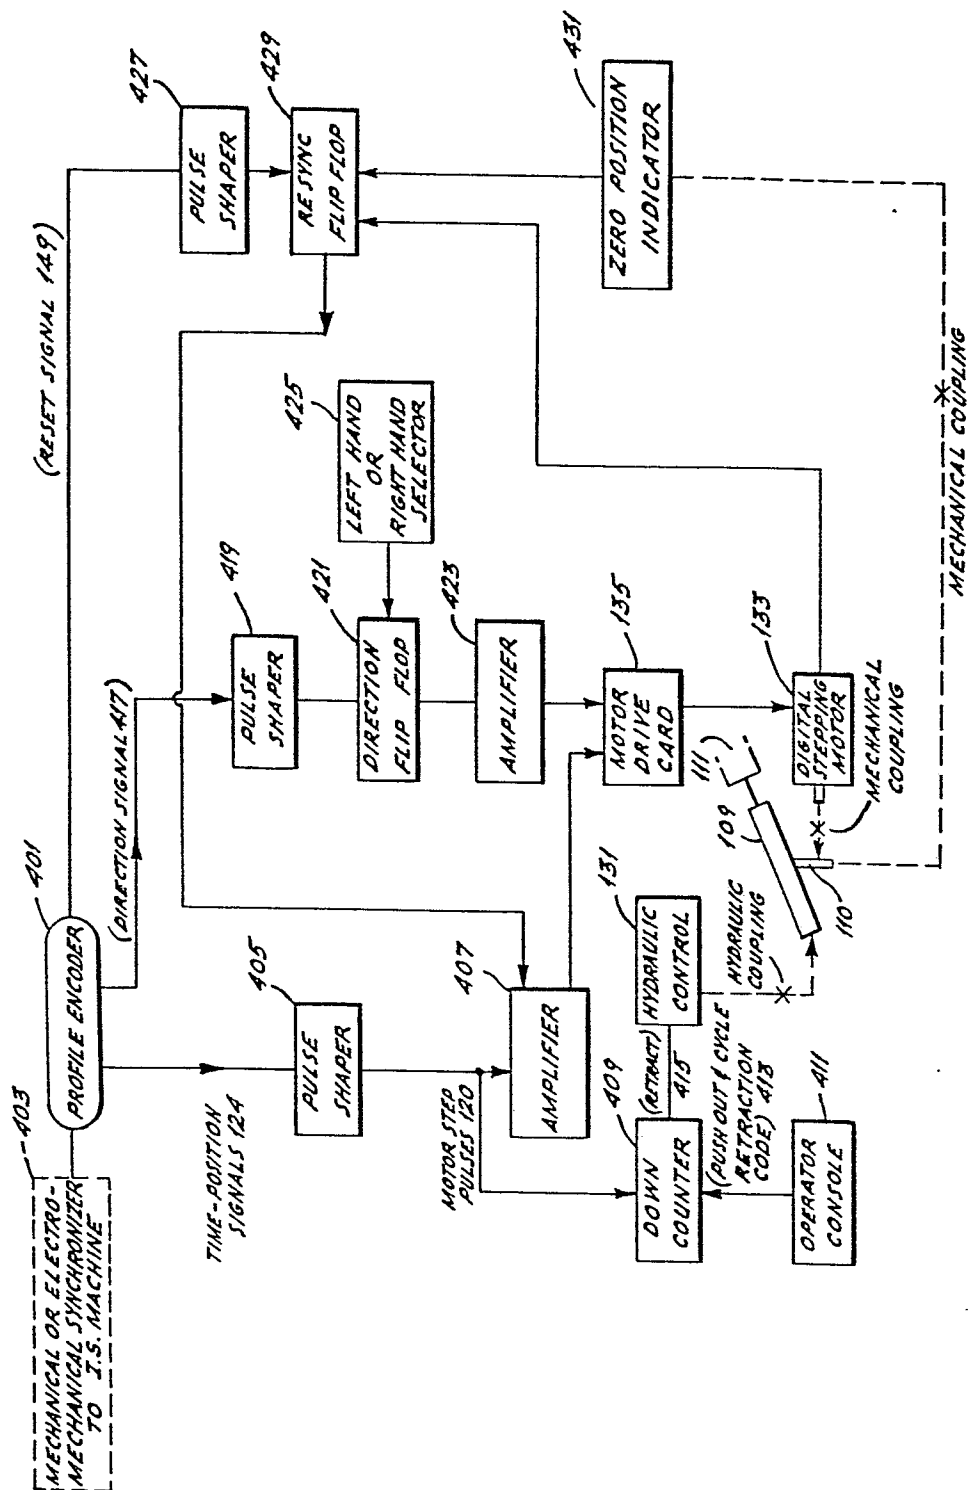 MECHANICAL OR ELECTRO-
MECHANICAL SYNCHRONIZER
TO I.S. MACHINE
403
PROFILE ENCODER
401
(RESET SIGNAL 149)
(DIRECTION SIGNAL 417)
TIME-POSITION
SIGNALS 124
PULSE
SHAPER
405
PULSE
SHAPER
419
PULSE
SHAPER
427
RESYNC
FLIP FLOP
429
DIRECTION
FLIP FLOP
421
LEFT HAND
OR
RIGHT HAND
SELECTOR
425
MOTOR STEP
PULSES 120
AMPLIFIER
407
AMPLIFIER
423
DOWN
COUNTER
409
(RETRACT)
415
HYDRAULIC
CONTROL
131
MOTOR
DRIVE
CARD
135
ZERO POSITION
INDICATOR
431
(PUSH OUT & CYCLE
RETRACTION
CODE) 413
HYDRAULIC
COUPLING
109
111
110
OPERATOR
CONSOLE
411
DIGITAL
STEPPING
MOTOR
133
MECHANICAL
COUPLING
MECHANICAL COUPLING